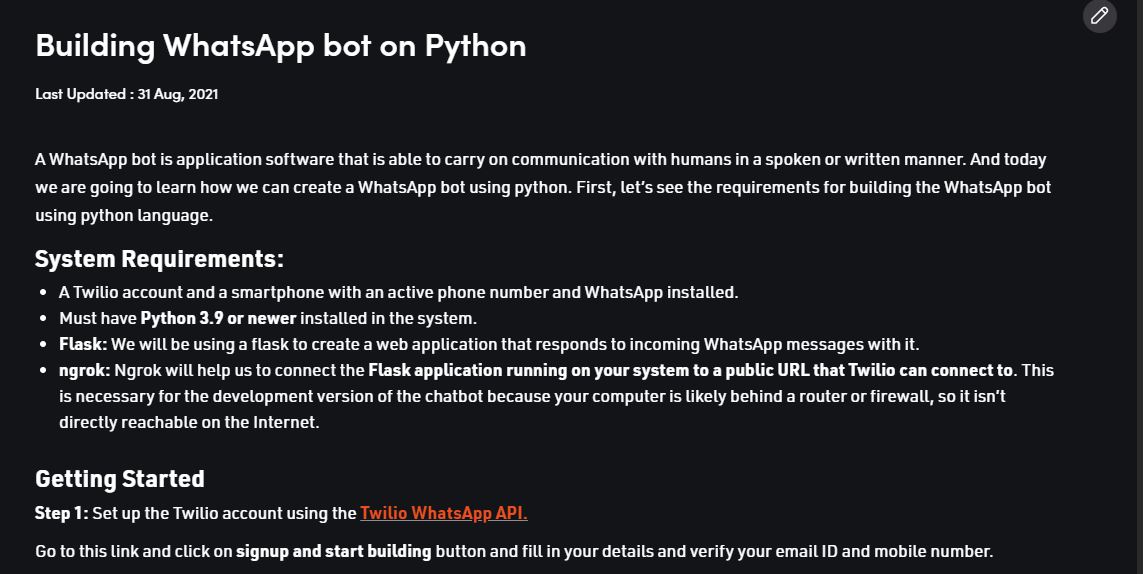 Building WhatsApp bot on Python
Last Updated : 31 Aug, 2021
A WhatsApp bot is application software that is able to carry on communication with humans in a spoken or written manner. And today
we are going to learn how we can create a WhatsApp bot using python. First, let’s see the requirements for building the WhatsApp bot
using python language.
System Requirements:
• A Twilio account and a smartphone with an active phone number and WhatsApp installed.
• Must have Python 3.9 or newer installed in the system.
• Flask: We will be using a flask to create a web application that responds to incoming WhatsApp messages with it.
• ngrok: Ngrok will help us to connect the Flask application running on your system to a public URL that Twilio can connect to. This
is necessary for the development version of the chatbot because your computer is likely behind a router or firewall, so it isn’t
directly reachable on the Internet.
Getting Started
Step 1: Set up the Twilio account using the Twilio WhatsApp API.
Go to this link and click on signup and start building button and fill in your details and verify your email ID and mobile number.